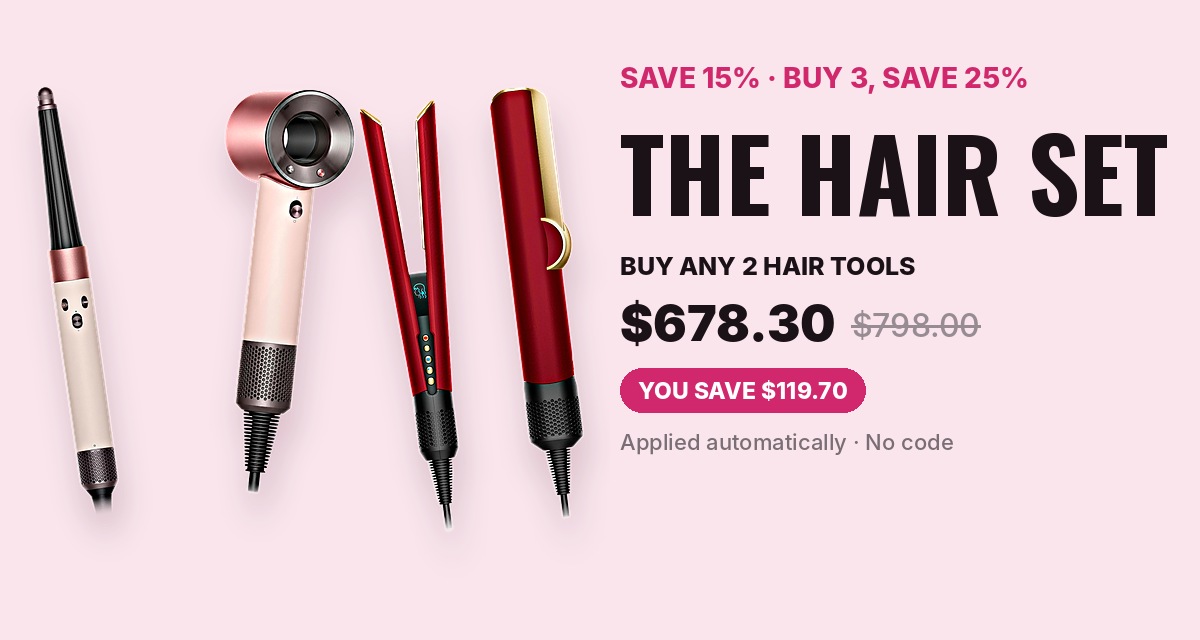 SAVE 15% · BUY 3, SAVE 25%
THE HAIR SET
BUY ANY 2 HAIR TOOLS
$678.30 $798.00
YOU SAVE $119.70
Applied automatically · No code